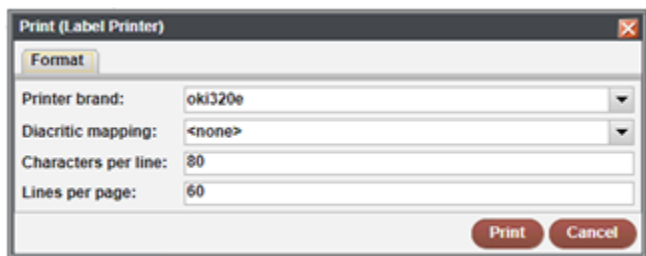 Print (Label Printer)
Format
Printer brand: oki320e
Diacritic mapping: <none>
Characters per line: 80
Lines per page: 60
Print Cancel